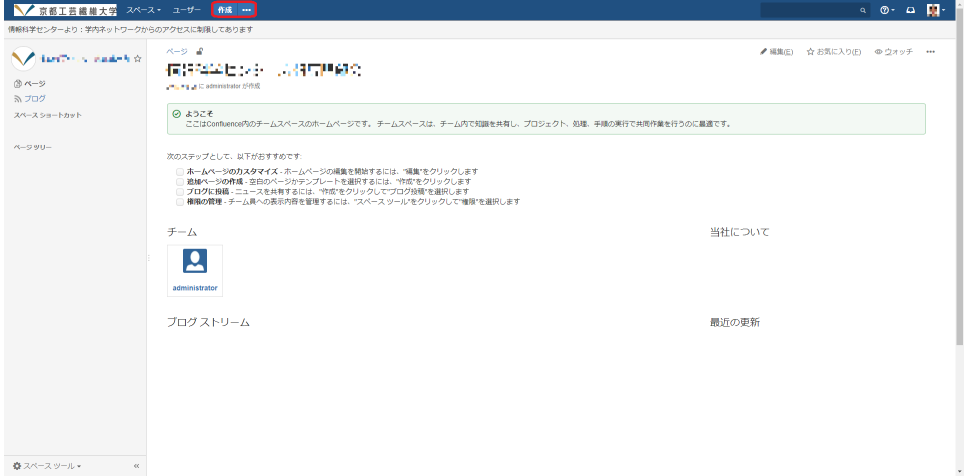 京都工芸繊維大学 スペース ユーザー 作成 •••
情報科学センターより：学内ネットワークからのアクセスに制限してあります
ページ
ブログ
スペース ショートカット
ページ ツリー
スペース ツール
ページ
編集(E) お気に入り(F) ウォッチ •••
に administrator が作成
ようこそ
ここはConfluence内のチームスペースのホームページです。 チームスペースは、チーム内で知識を共有し、プロジェクト、処理、手順の実行で共同作業を行うのに最適です。
次のステップとして、以下がおすすめです:
ホームページのカスタマイズ - ホームページの編集を開始するには、"編集"をクリックします
追加ページの作成 - 空白のページかテンプレートを選択するには、"作成"をクリックします
ブログに投稿 - ニュースを共有するには、"作成"をクリックして"ブログ投稿"を選択します
権限の管理 - チーム員への表示内容を管理するには、"スペース ツール"をクリックして"権限"を選択します
チーム
administrator
ブログ ストリーム
当社について
最近の更新